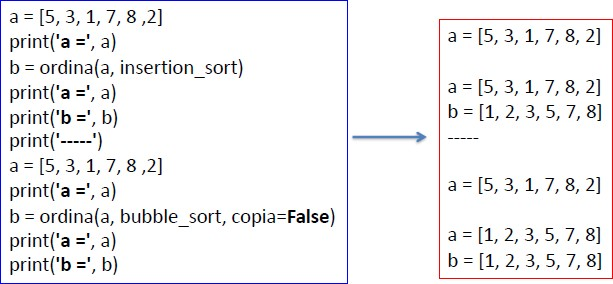 a = [5, 3, 1, 7, 8 ,2]
print('a =', a)
b = ordina(a, insertion_sort)
print('a =', a)
print('b =', b)
print('-----')
a = [5, 3, 1, 7, 8 ,2]
print('a =', a)
b = ordina(a, bubble_sort, copia=False)
print('a =', a)
print('b =', b)
a = [5, 3, 1, 7, 8, 2]
a = [5, 3, 1, 7, 8, 2]
b = [1, 2, 3, 5, 7, 8]
-----
a = [5, 3, 1, 7, 8, 2]
a = [1, 2, 3, 5, 7, 8]
b = [1, 2, 3, 5, 7, 8]